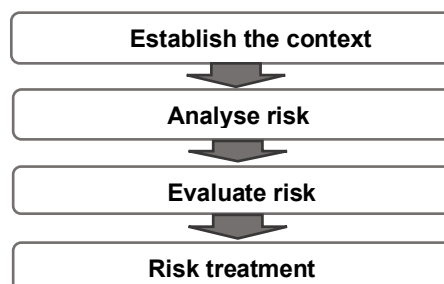 Establish the context
Analyse risk
Evaluate risk
Risk treatment